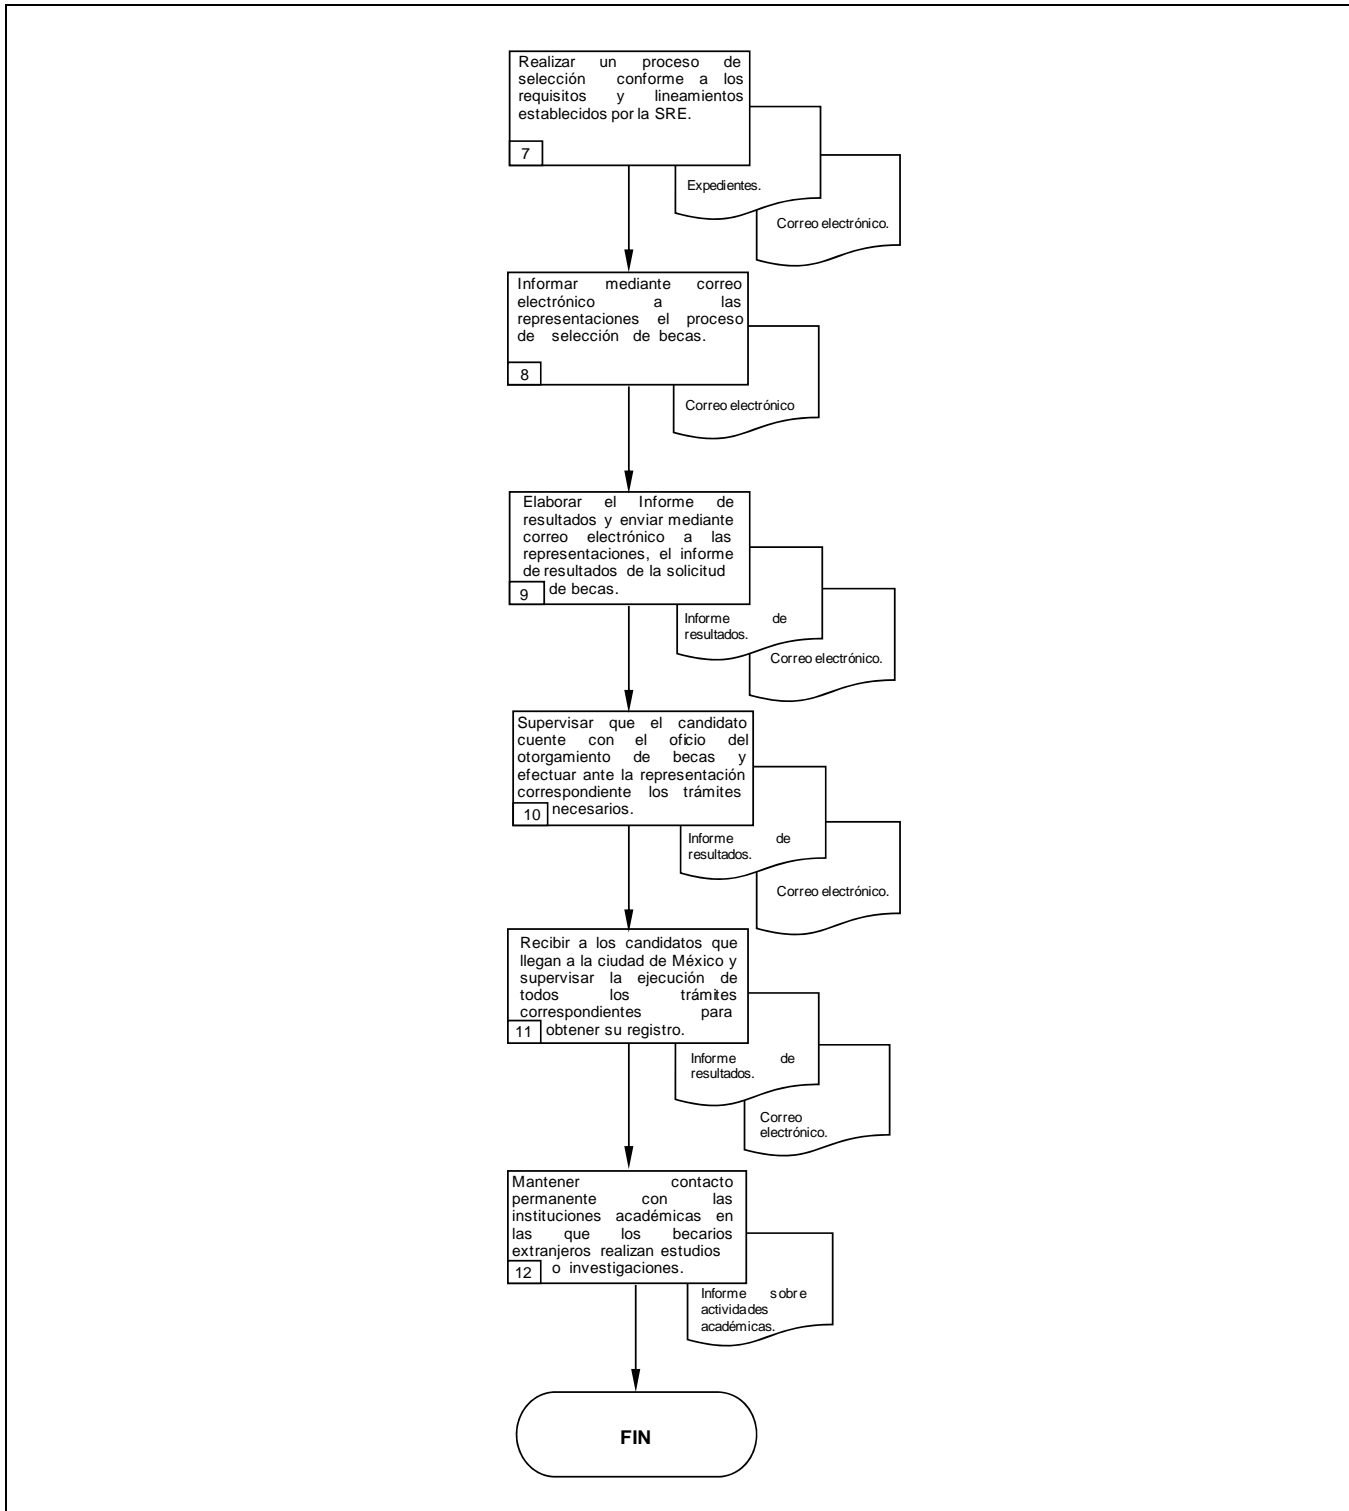 Realizar un proceso de
selección conforme a los
requisitos y lineamientos
establecidos por la SRE.
7
Expedientes.
Correo electrónico.
Informar mediante correo
electrónico a las
representaciones el proceso
de selección de becas.
8
Correo electrónico
Elaborar el Informe de
resultados y enviar mediante
correo electrónico a las
representaciones, el informe
de resultados de la solicitud
9 de becas.
Informe de
resultados.
Correo electrónico.
Supervisar que el candidato
cuente con el oficio del
otorgamiento de becas y
efectuar ante la representación
correspondiente los trámites
10 necesarios.
Informe de
resultados.
Correo electrónico.
Recibir a los candidatos que
llegan a la ciudad de México y
supervisar la ejecución de
todos los trámites
correspondientes para
11 obtener su registro.
Informe de
resultados.
Correo
electrónico.
Mantener contacto
permanente con las
instituciones académicas en
las que los becarios
extranjeros realizan estudios
12 o investigaciones.
Informe sobre
actividades
académicas.
FIN